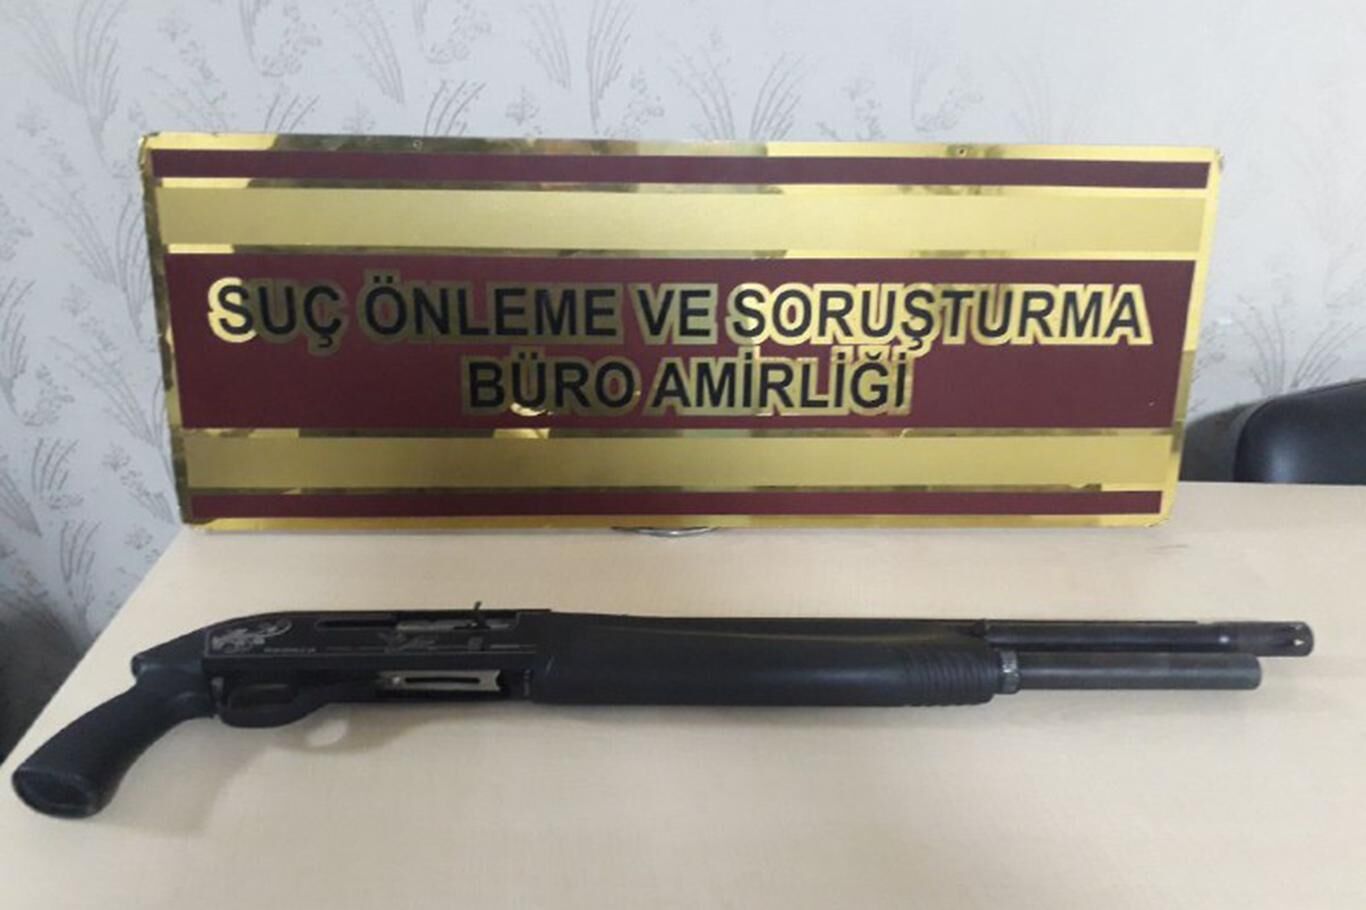 SUÇ ÖNLEME VE SORUŞTURMA
BÜRO AMİRLİĞİ